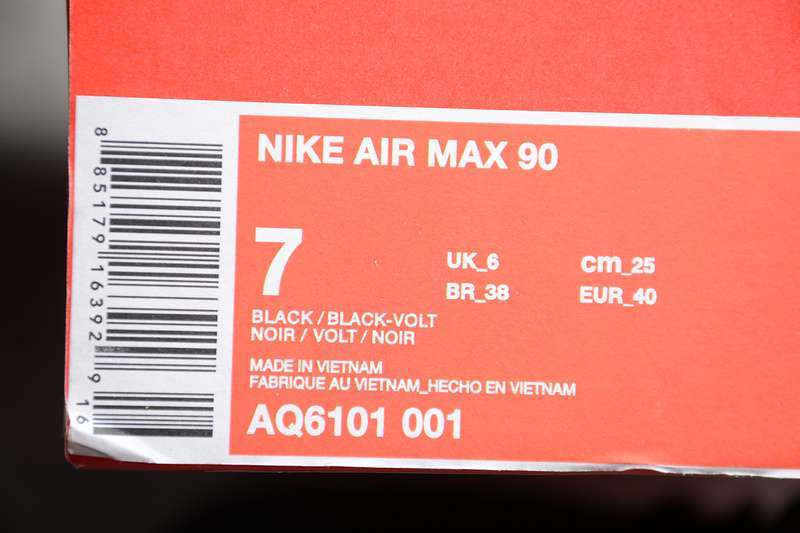 NIKE AIR MAX 90
7
UK_6
cm_25
BR_38
EUR_40
BLACK / BLACK-VOLT
NOIR / VOLT / NOIR
MADE IN VIETNAM
FABRIQUE AU VIETNAM_HECHO EN VIETNAM
AQ6101 001
8 85179 16392 9 16